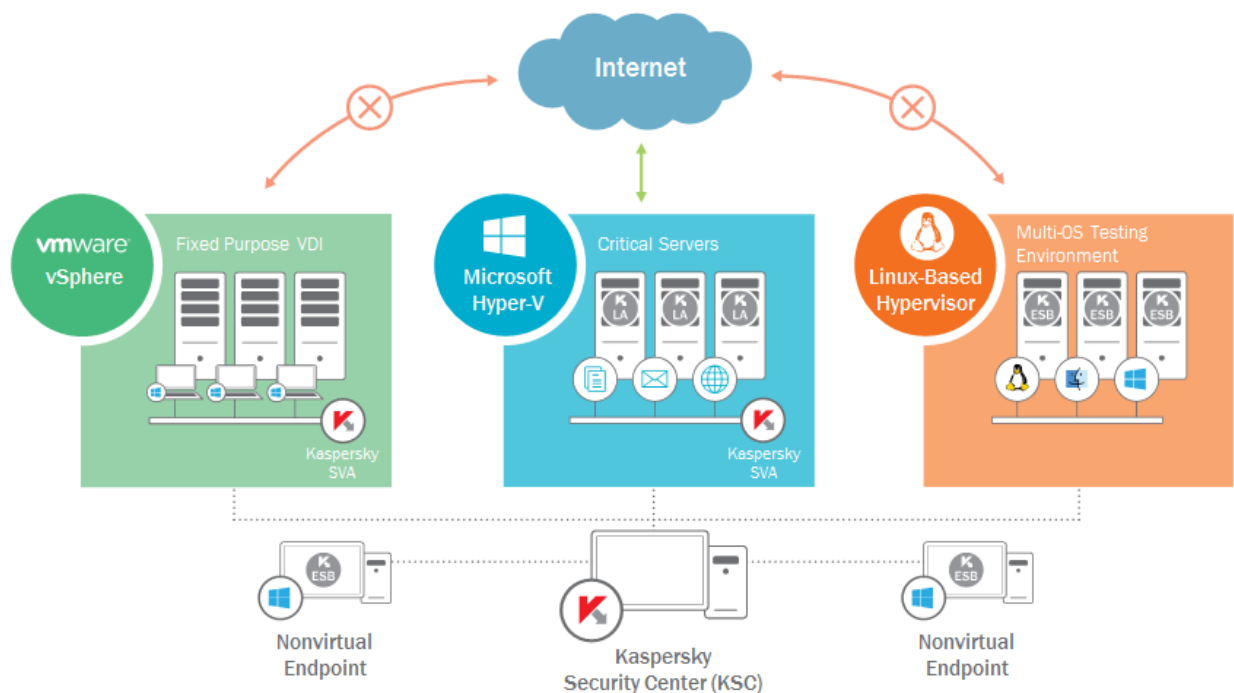 Internet
vmware
vSphere
Fixed Purpose VDI
Kaspersky
SVA
Microsoft
Hyper-V
Critical Servers
K
LA
K
LA
K
LA
Kaspersky
SVA
Linux-Based
Hypervisor
Multi-OS Testing
Environment
K
ESB
K
ESB
K
ESB
K
ESB
Nonvirtual
Endpoint
Kaspersky
Security Center (KSC)
K
ESB
Nonvirtual
Endpoint